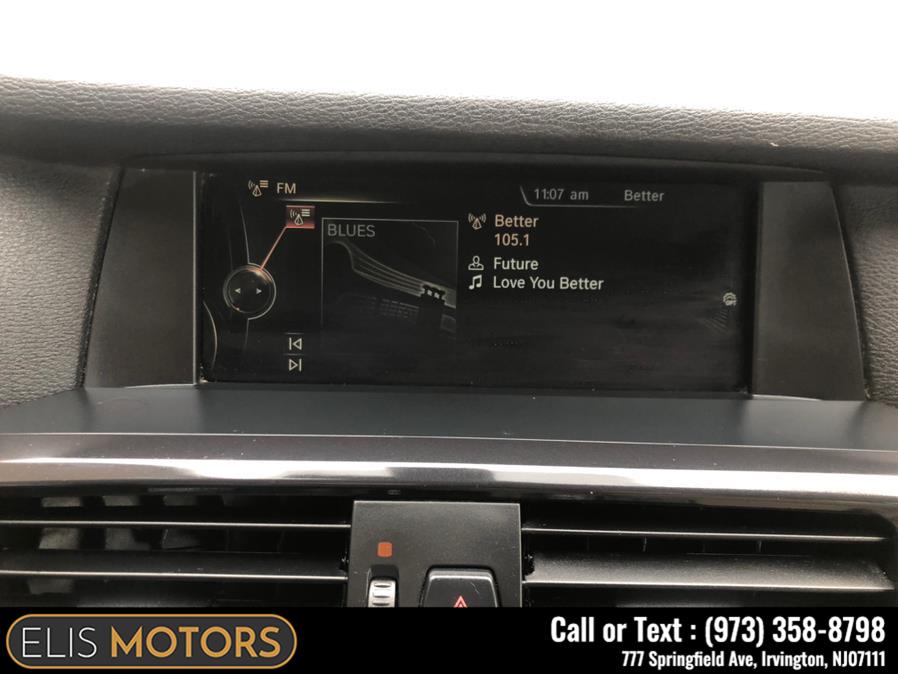 FM
11:07 am Better
BLUES
Better
105.1
Future
Love You Better
ELIS MOTORS
Call or Text : (973) 358-8798
777 Springfield Ave, Irvington, NJ07111